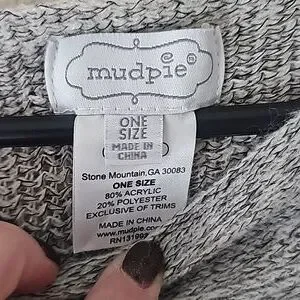 mudpie®
ONE
SIZE
MADE IN
CHINA
Stone Mountain,GA 30083
ONE SIZE
80% ACRYLIC
20% POLYESTER
EXCLUSIVE OF TRIMS
MADE IN CHINA
www.mudpie.com